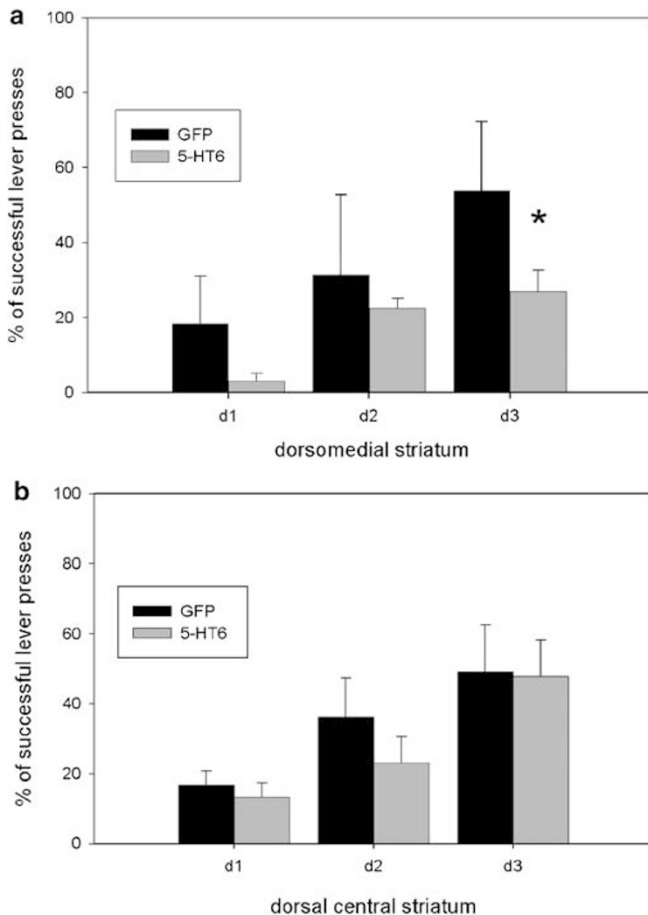 a
% of successful lever presses
100
80
60
40
20
0
GFP
5-HT6
*
d1 d2 d3
dorsomedial striatum
b
% of successful lever presses
100
80
60
40
20
0
GFP
5-HT6
d1 d2 d3
dorsal central striatum